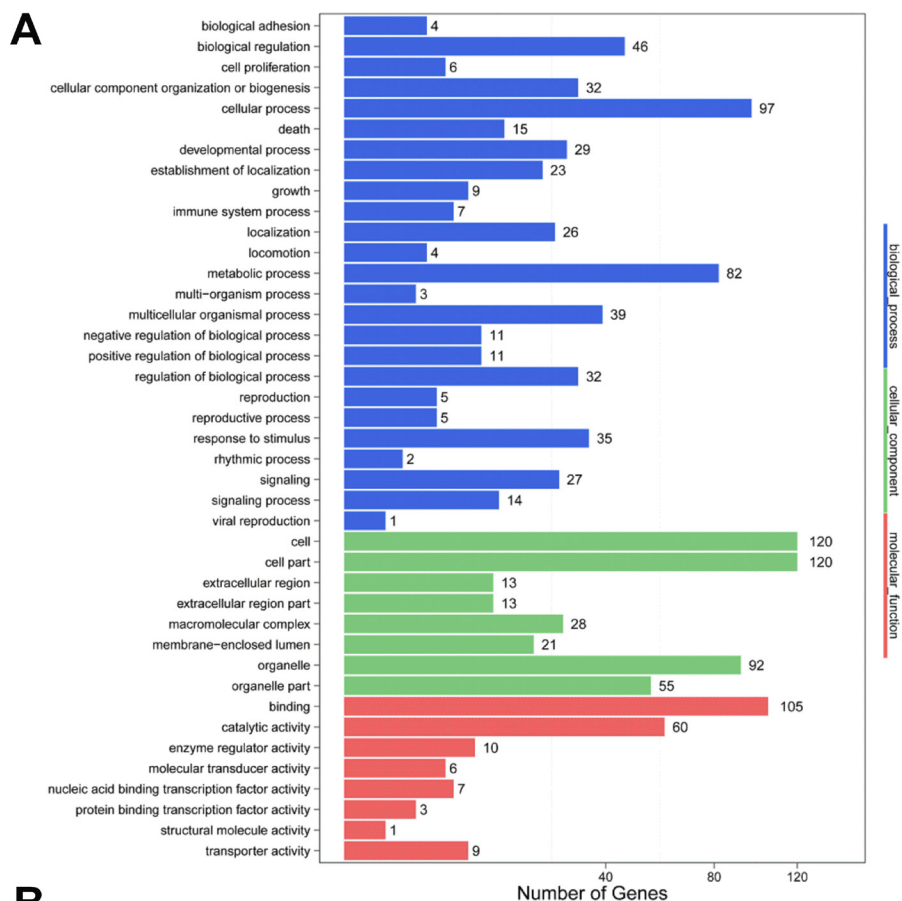 A
biological adhesion 4
biological regulation 46
cell proliferation 6
cellular component organization or biogenesis 32
cellular process 97
death 15
developmental process 29
establishment of localization 23
growth 9
immune system process 7
localization 26
locomotion 4
metabolic process 82
multi−organism process 3
multicellular organismal process 39
negative regulation of biological process 11
positive regulation of biological process 11
regulation of biological process 32
reproduction 5
reproductive process 5
response to stimulus 35
rhythmic process 2
signaling 27
signaling process 14
viral reproduction 1
cell 120
cell part 120
extracellular region 13
extracellular region part 13
macromolecular complex 28
membrane−enclosed lumen 21
organelle 92
organelle part 55
binding 105
catalytic activity 60
enzyme regulator activity 10
molecular transducer activity 6
nucleic acid binding transcription factor activity 7
protein binding transcription factor activity 3
structural molecule activity 1
transporter activity 9
40 80 120
Number of Genes
biological_process
cellular_component
molecular_function
B